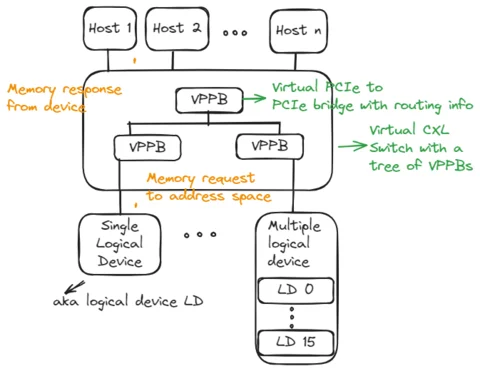 Host 1
Host 2
Host n
Memory response
from device
VPPB
Virtual PCIe to
PCIe bridge with routing info
VPPB
VPPB
Virtual CXL
Switch with a
tree of VPPBs
Memory request
to address space
Single
Logical
Device
Multiple
logical
device
LD 0
LD 15
aka logical device LD